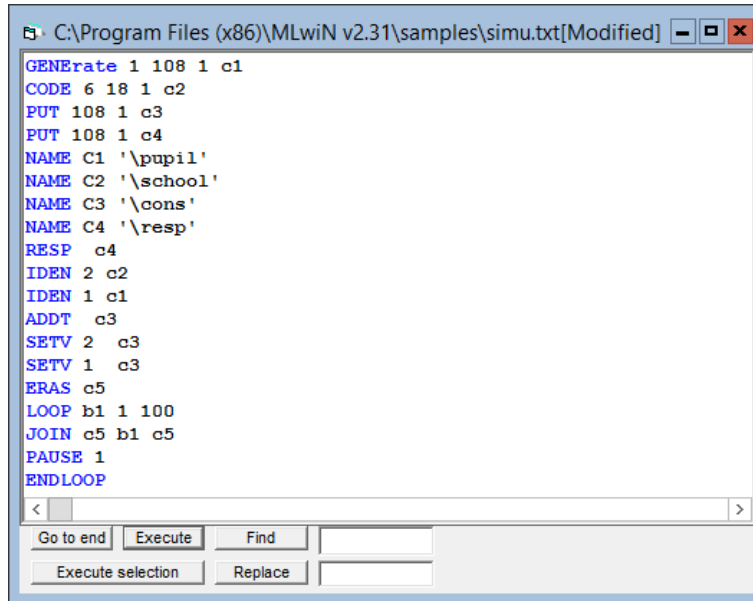 C:\Program Files (x86)\MLwiN v2.31\samples\simu.txt[Modified]
GENErate 1 108 1 c1
CODE 6 18 1 c2
PUT 108 1 c3
PUT 108 1 c4
NAME C1 '\pupil'
NAME C2 '\school'
NAME C3 '\cons'
NAME C4 '\resp'
RESP  c4
IDEN 2 c2
IDEN 1 c1
ADDT  c3
SETV 2  c3
SETV 1  c3
ERAS c5
LOOP b1 1 100
JOIN c5 b1 c5
PAUSE 1
ENDLOOP
Go to end Execute Find
Execute selection Replace